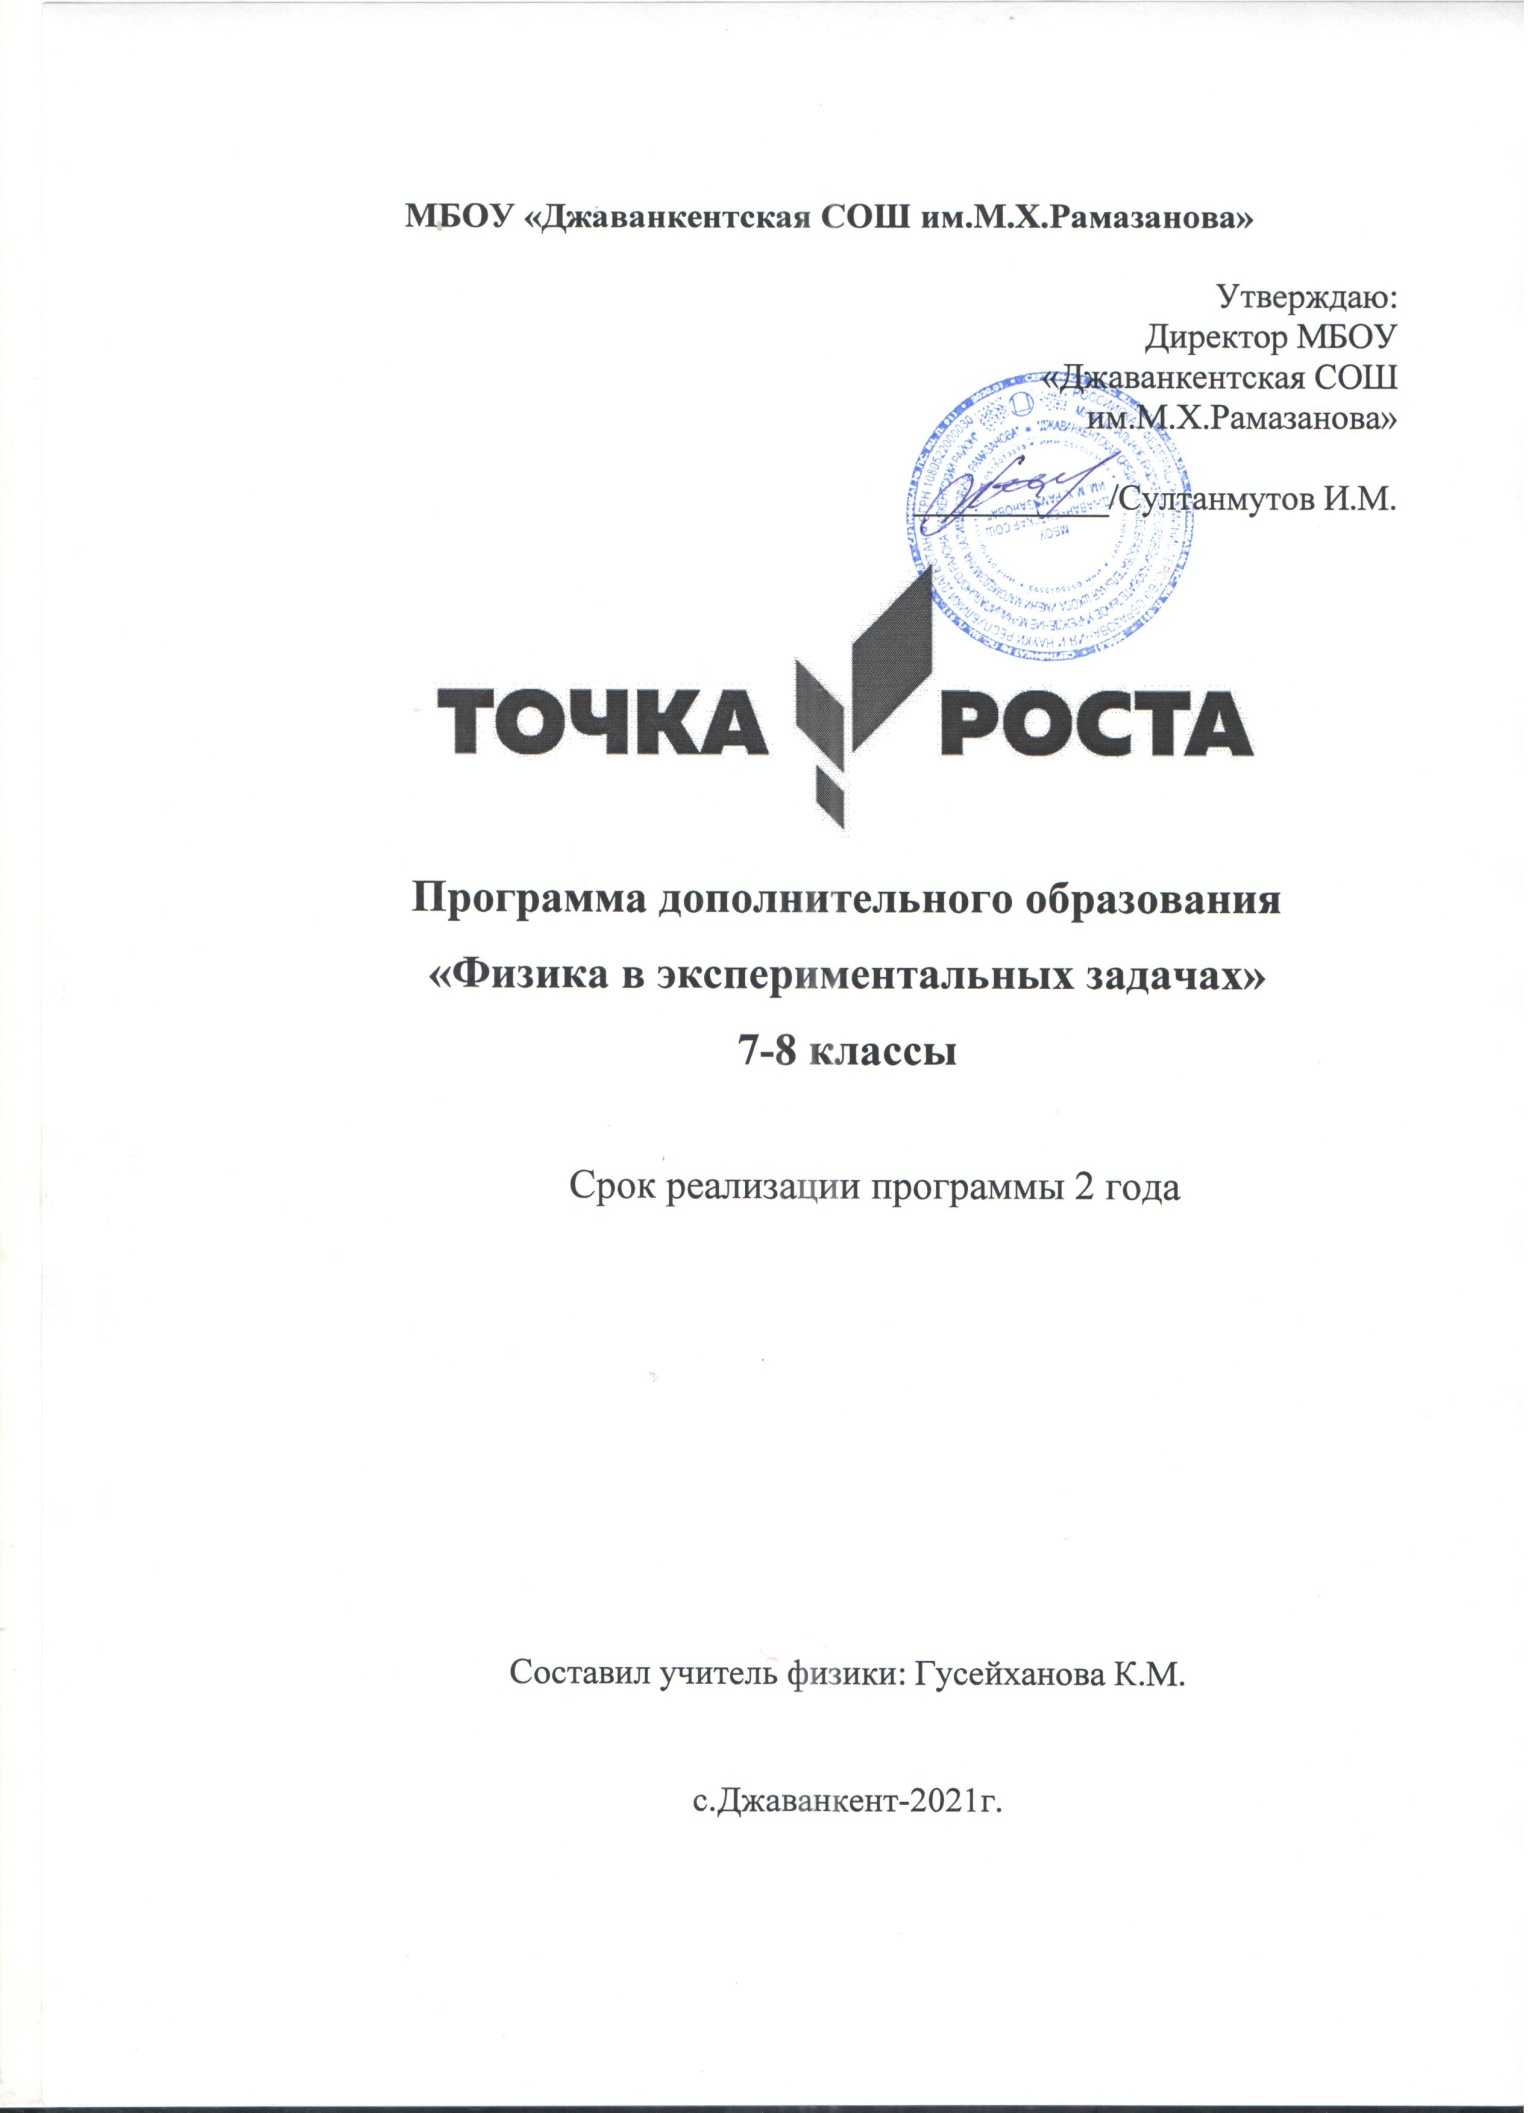 МБОУ «Джаванкентская СОШ им.М.Х.Рамазанова»
Утверждаю:
Директор МБОУ
«Джаванкентская СОШ
им.М.Х.Рамазанова»
/Султанмутов И.М.
ТОЧКА РОСТА
Программа дополнительного образования
«Физика в экспериментальных задачах»
7-8 классы
Срок реализации программы 2 года
Составил учитель физики: Гусейханова К.М.
с.Джаванкент-2021г.